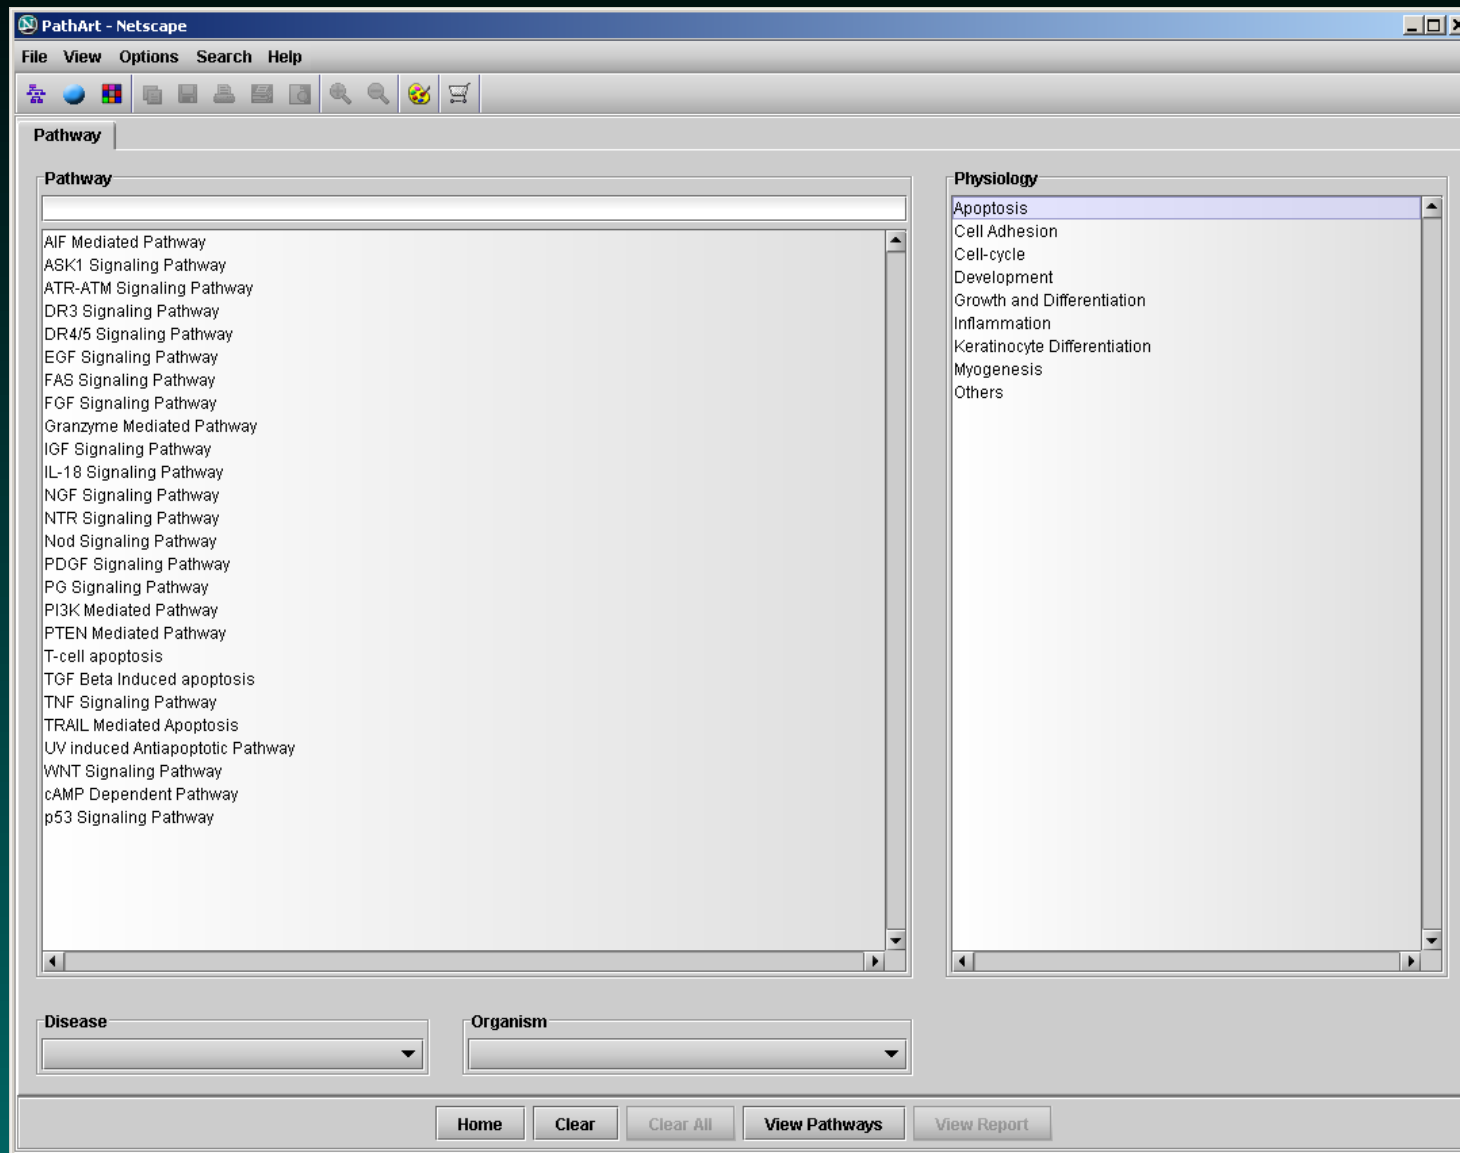 PathArt - Netscape
File View Options Search Help
Pathway
Pathway
AIF Mediated Pathway
ASK1 Signaling Pathway
ATR-ATM Signaling Pathway
DR3 Signaling Pathway
DR4/5 Signaling Pathway
EGF Signaling Pathway
FAS Signaling Pathway
FGF Signaling Pathway
Granzyme Mediated Pathway
IGF Signaling Pathway
IL-18 Signaling Pathway
NGF Signaling Pathway
NTR Signaling Pathway
Nod Signaling Pathway
PDGF Signaling Pathway
PG Signaling Pathway
PI3K Mediated Pathway
PTEN Mediated Pathway
T-cell apoptosis
TGF Beta Induced apoptosis
TNF Signaling Pathway
TRAIL Mediated Apoptosis
UV induced Antiapoptotic Pathway
WNT Signaling Pathway
cAMP Dependent Pathway
p53 Signaling Pathway
Physiology
Apoptosis
Cell Adhesion
Cell-cycle
Development
Growth and Differentiation
Inflammation
Keratinocyte Differentiation
Myogenesis
Others
Disease
Organism
Home Clear Clear All View Pathways View Report